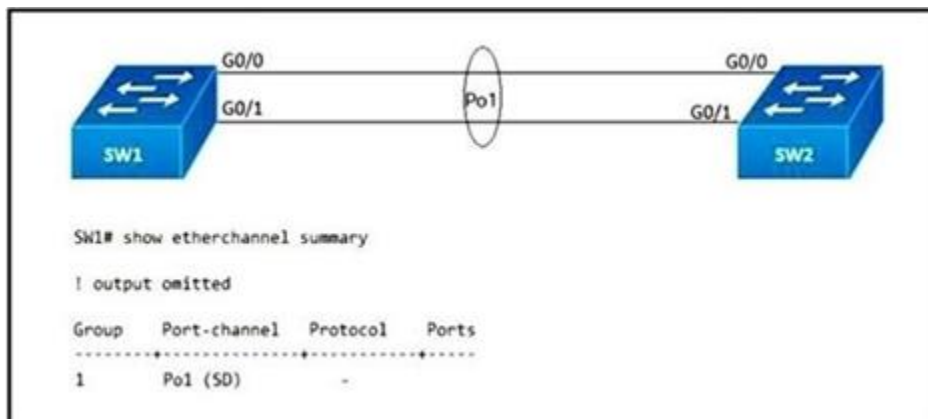 G0/0 G0/0
G0/1 Po1 G0/1
SW1 SW2
SW1# show etherchannel summary
! output omitted
Group Port-channel Protocol Ports
--------+--------------+-----------+-----
1 Po1 (SD) -